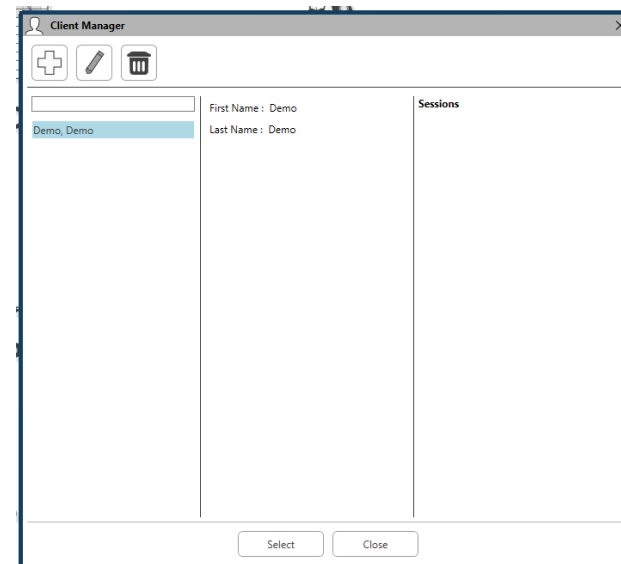 Client Manager
Demo, Demo
First Name : Demo
Last Name : Demo
Sessions
Select
Close